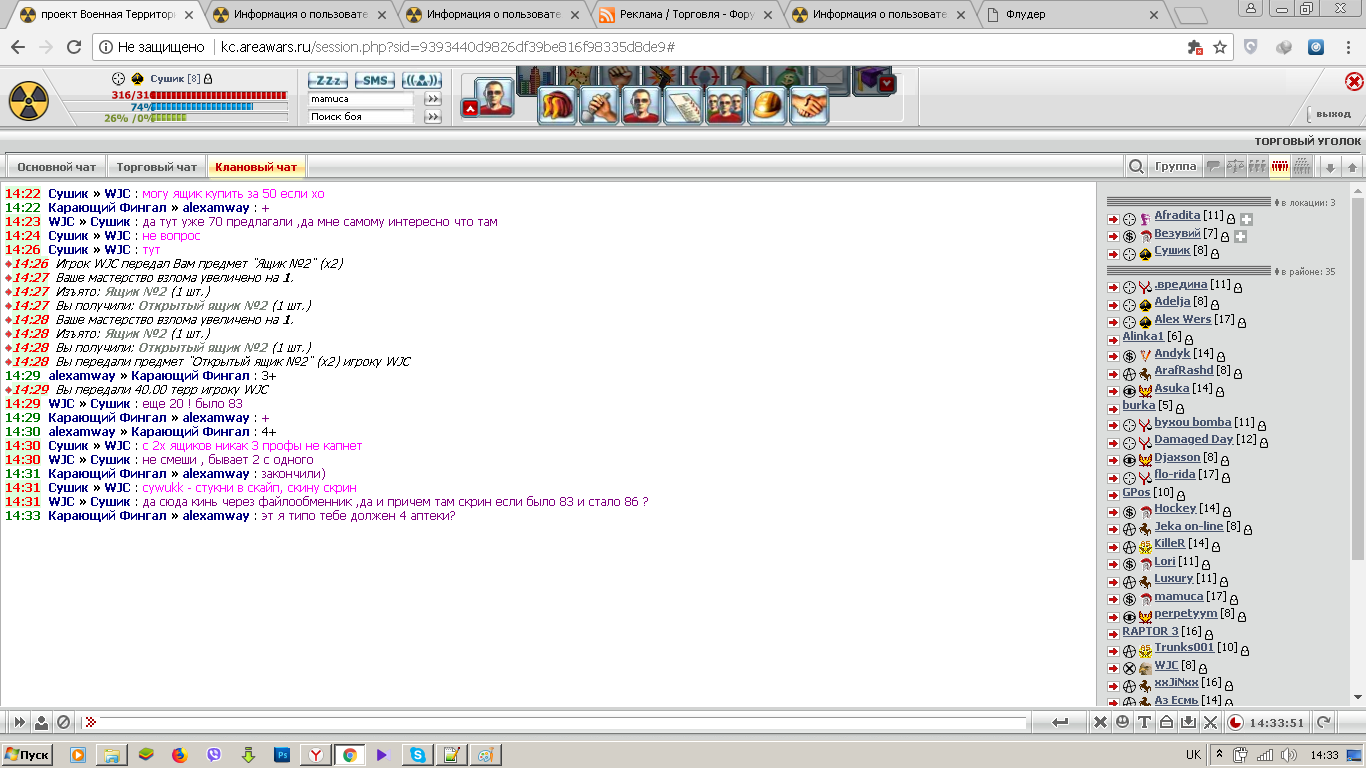 проект Военная Территори
Информация о пользовате
Информация о пользовате
Реклама / Торговля - Фору
Информация о пользовате
Флудер
Не защищено
kc.areawars.ru/session.php?sid=9393440d9826df39be816f98335d8de9#
Сушик [8]
316/31
74%
26% /0%
Zzz
SMS
mamuca
Поиск боя
выход
ТОРГОВЫЙ УГОЛОК
Основной чат
Торговый чат
Клановый чат
Группа
14:22 Сушик » WJC : могу ящик купить за 50 если хо
14:22 Карающий Фингал » alexamway : +
14:23 WJC » Сушик : да тут уже 70 предлагали ,да мне самому интересно что там
14:24 Сушик » WJC : не вопрос
14:26 Сушик » WJC : тут
14:26 Игрок WJC передал Вам предмет "Ящик №2" (x2)
14:27 Ваше мастерство взлома увеличено на 1.
14:27 Изъято: Ящик №2 (1 шт.)
14:27 Вы получили: Открытый ящик №2 (1 шт.)
14:28 Ваше мастерство взлома увеличено на 1.
14:28 Изъято: Ящик №2 (1 шт.)
14:28 Вы получили: Открытый ящик №2 (1 шт.)
14:28 Вы передали предмет "Открытый ящик №2" (x2) игроку WJC
14:29 alexamway » Карающий Фингал : 3+
14:29 Вы передали 40.00 терр игроку WJC
14:29 WJC » Сушик : еще 20 ! было 83
14:29 Карающий Фингал » alexamway : +
14:30 alexamway » Карающий Фингал : 4+
14:30 Сушик » WJC : с 2х ящиков никак 3 профы не капнет
14:30 WJC » Сушик : не смеши , бывает 2 с одного
14:31 Карающий Фингал » alexamway : закончили)
14:31 Сушик » WJC : cywukk - стукни в скайп, скину скрин
14:31 WJC » Сушик : да сюда кинь через файлообменник ,да и причем там скрин если было 83 и стало 86 ?
14:33 Карающий Фингал » alexamway : эт я типо тебе должен 4 аптеки?
в локации: 3
Afradita [11]
Везувий [7]
Сушик [8]
в районе: 35
.вредина [11]
Adelja [8]
Alex Wers [17]
Alinka1 [6]
Andyk [14]
ArafRashd [8]
Asuka [14]
burka [5]
byxou bomba [11]
Damaged Day [12]
Djaxson [8]
flo-rida [17]
GPos [10]
Hockey [14]
Jeka on-line [8]
KilleR [14]
Lori [11]
Luxury [11]
mamuca [17]
perpetyym [8]
RAPTOR 3 [16]
Trunks001 [10]
WJC [8]
xxJiNxx [16]
Аз Есмь [14]
14:33:51
Пуск
UK
14:33